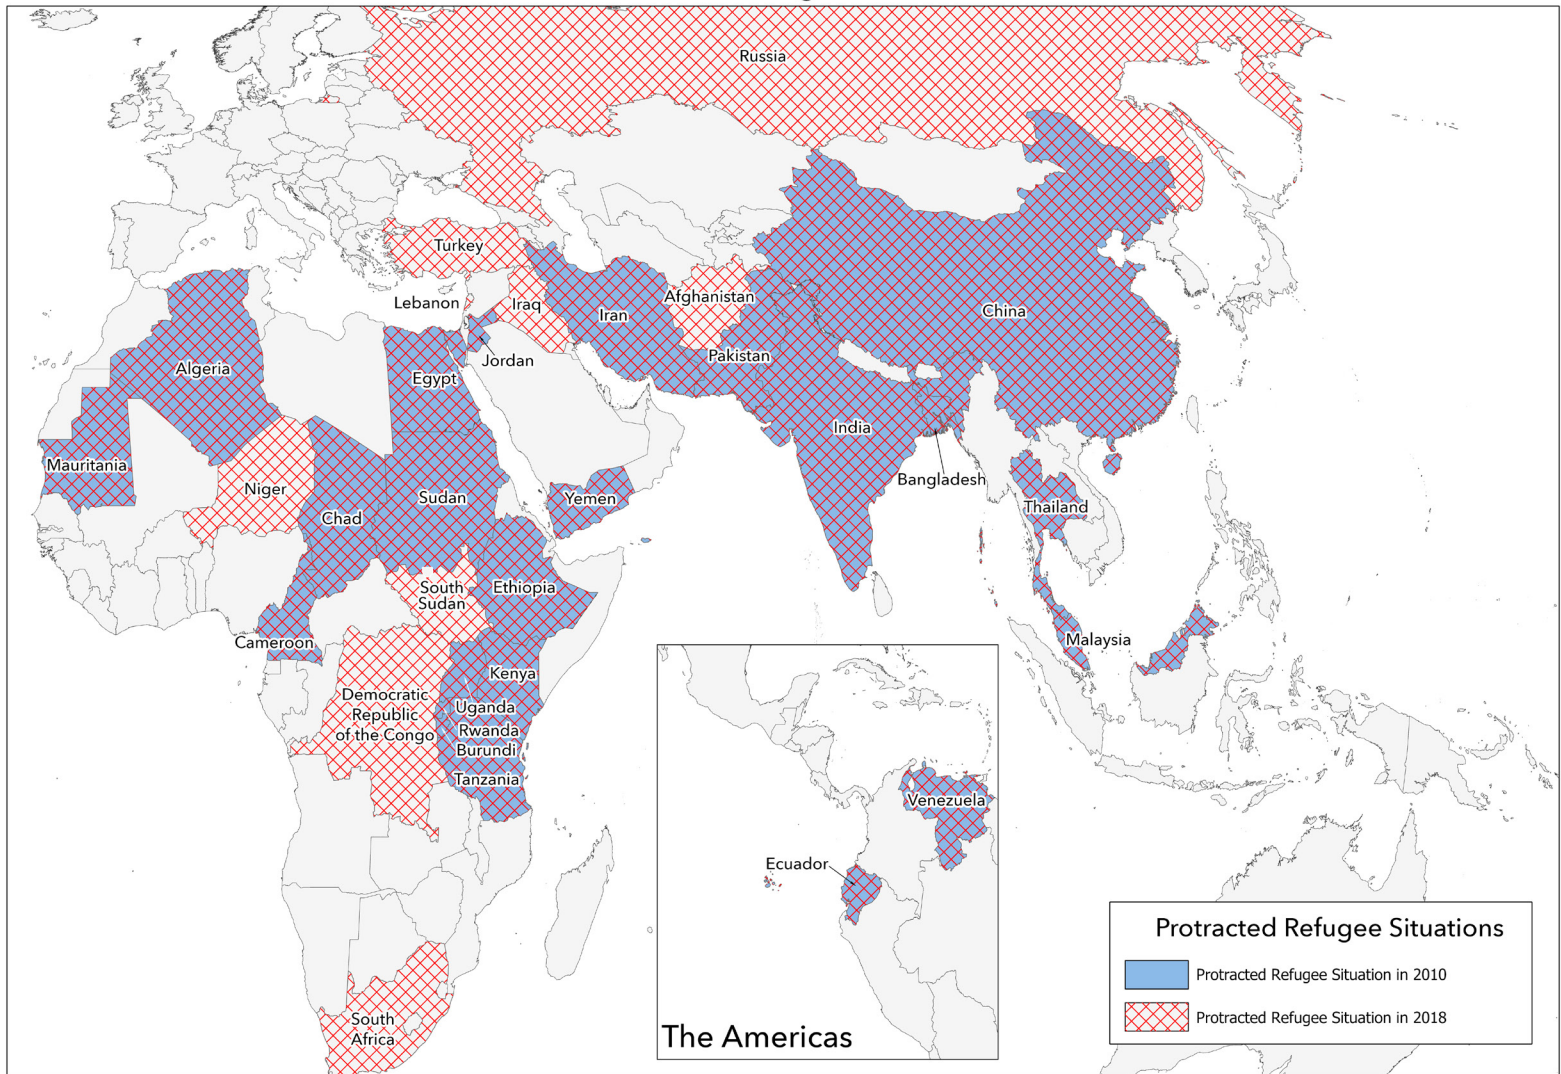 Russia
Turkey
Lebanon
Iraq
Afghanistan
Iran
China
Jordan
Pakistan
Algeria
Egypt
India
Mauritania
Niger
Sudan
Yemen
Bangladesh
Chad
Thailand
South
Sudan
Ethiopia
Cameroon
Malaysia
Kenya
Democratic
Republic
of the Congo
Uganda
Rwanda
Burundi
Tanzania
Venezuela
Ecuador
South
Africa
The Americas
Protracted Refugee Situations
Protracted Refugee Situation in 2010
Protracted Refugee Situation in 2018